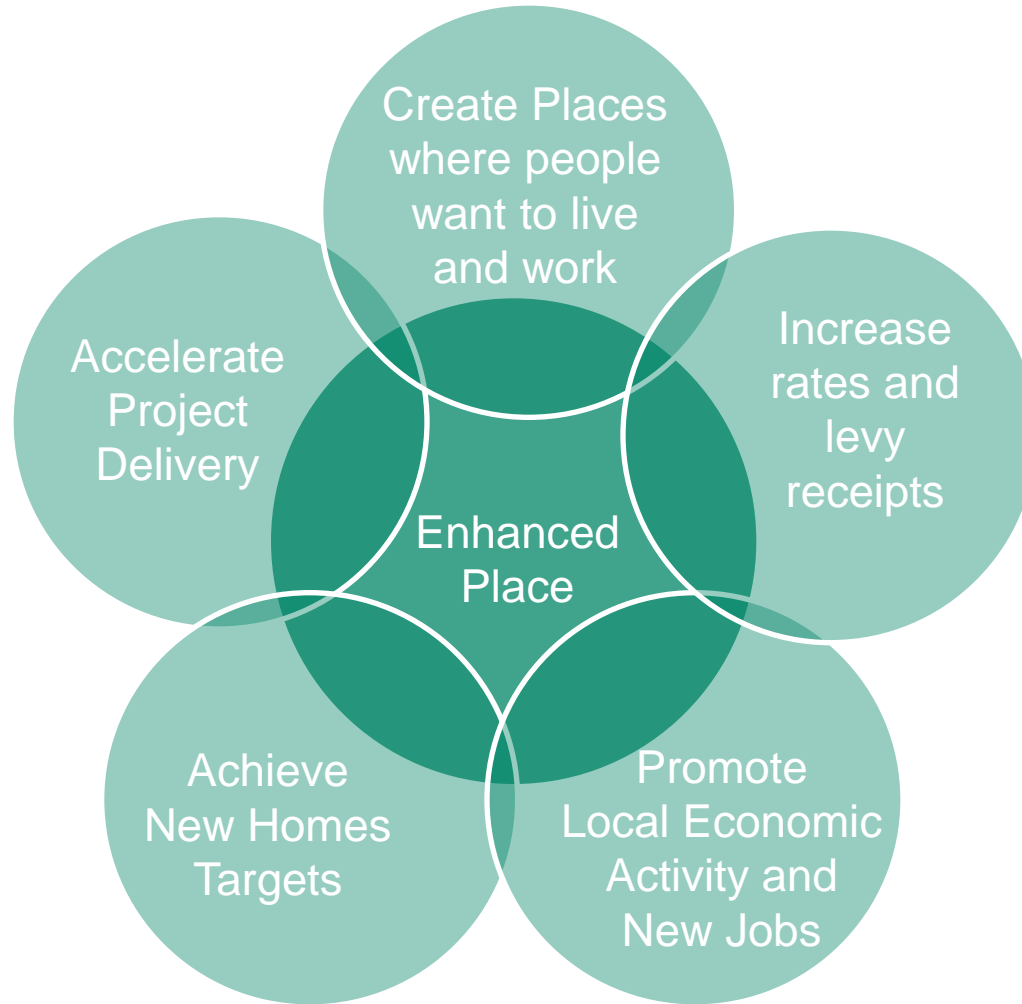 Create Places
where people
want to live
and work
Increase
rates and
levy
receipts
Accelerate
Project
Delivery
Enhanced
Place
Achieve
New Homes
Targets
Promote
Local Economic
Activity and
New Jobs